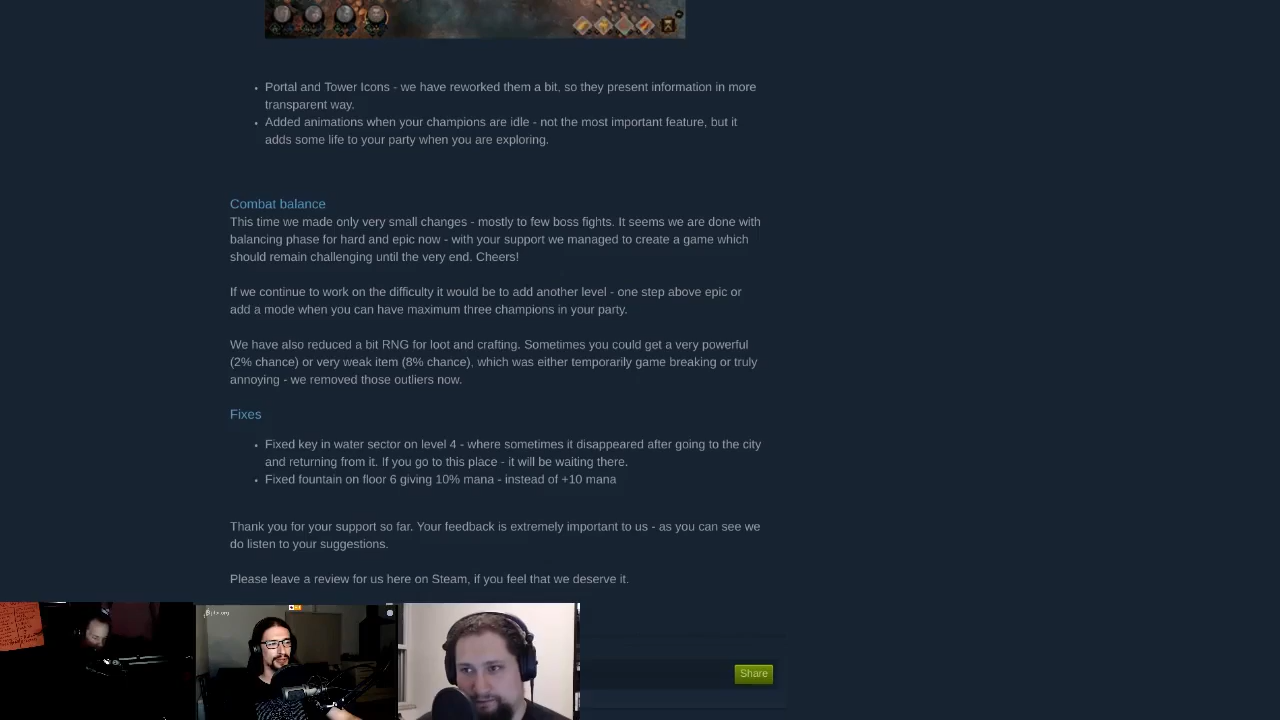 Portal and Tower Icons - we have reworked them a bit, so they present information in more
transparent way.
Added animations when your champions are idle - not the most important feature, but it
adds some life to your party when you are exploring.
Combat balance
This time we made only very small changes - mostly to few boss fights. It seems we are done with
balancing phase for hard and epic now - with your support we managed to create a game which
should remain challenging until the very end. Cheers!
If we continue to work on the difficulty it would be to add another level - one step above epic or
add a mode when you can have maximum three champions in your party.
We have also reduced a bit RNG for loot and crafting. Sometimes you could get a very powerful
(2% chance) or very weak item (8% chance), which was either temporarily game breaking or truly
annoying - we removed those outliers now.
Fixes
Fixed key in water sector on level 4 - where sometimes it disappeared after going to the city
and returning from it. If you go to this place - it will be waiting there.
Fixed fountain on floor 6 giving 10% mana - instead of +10 mana
Thank you for your support so far. Your feedback is extremely important to us - as you can see we
do listen to your suggestions.
Please leave a review for us here on Steam, if you feel that we deserve it.
Share